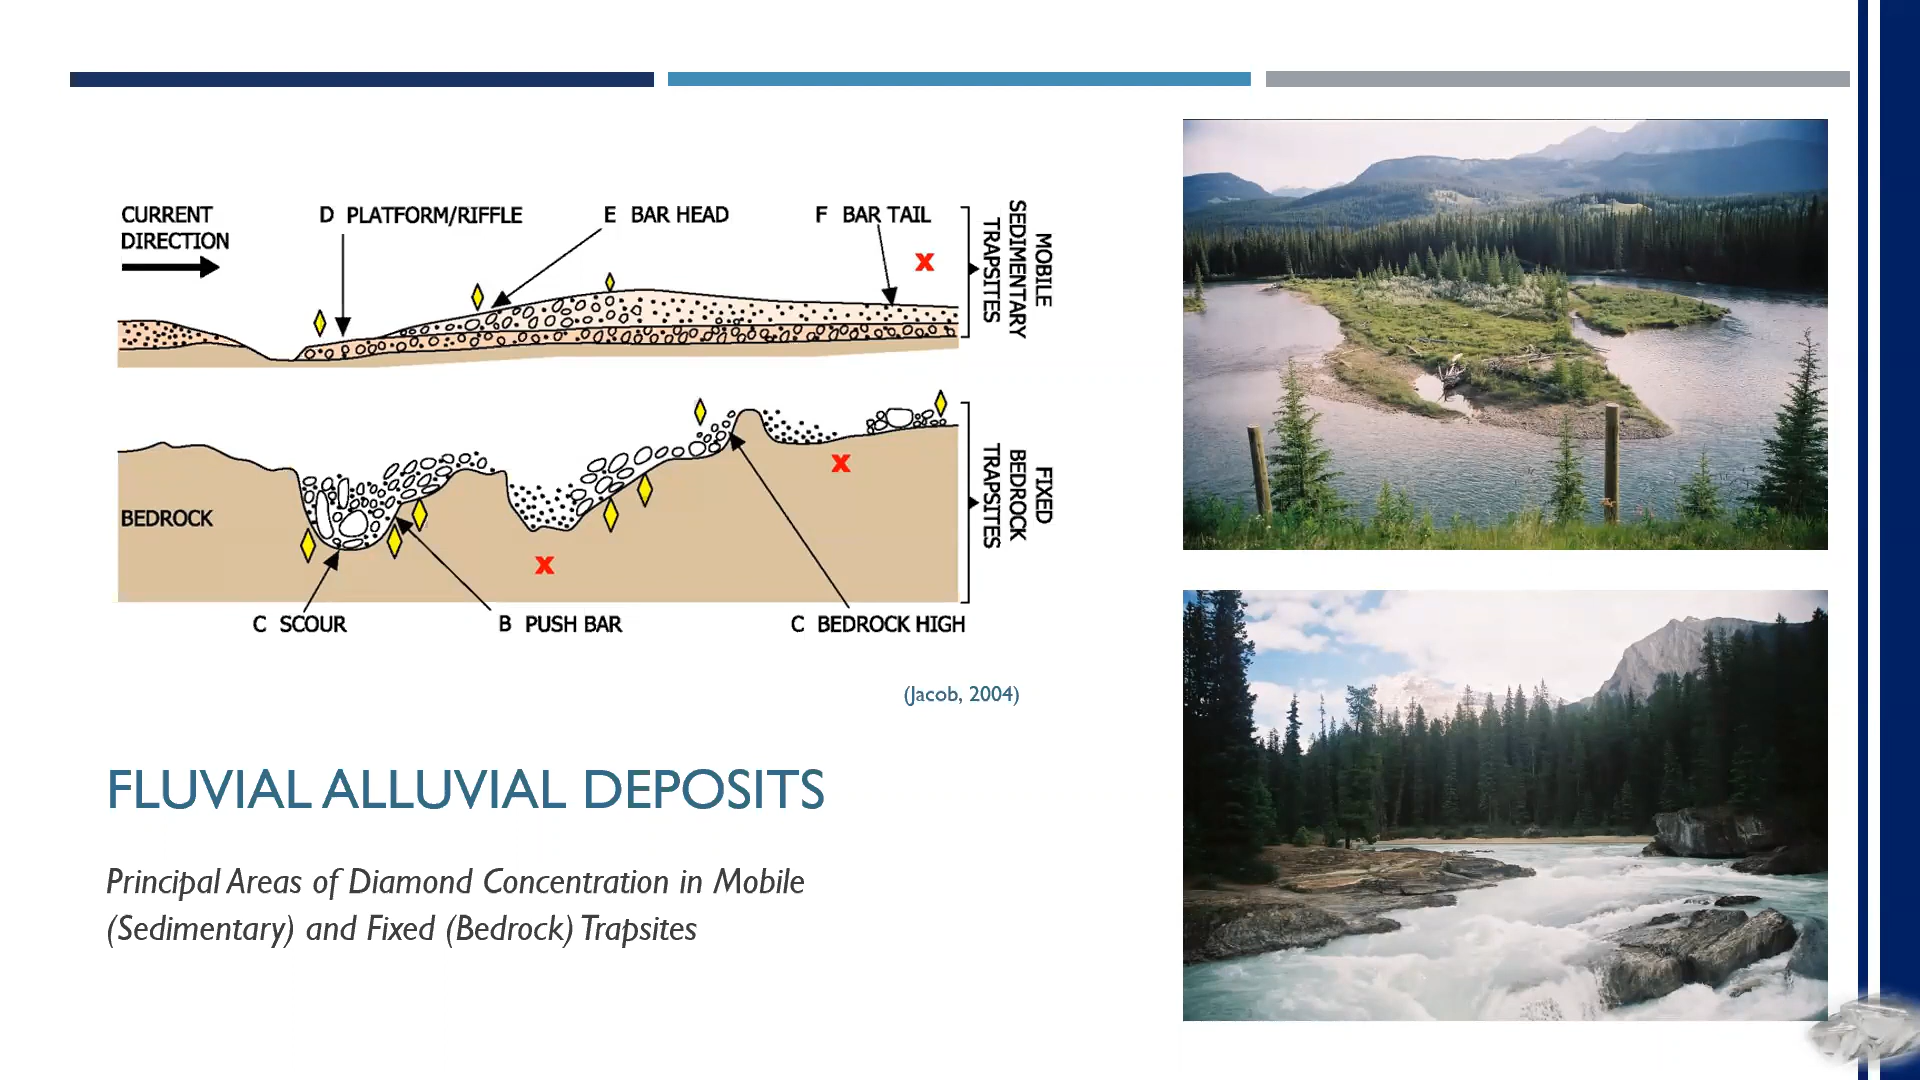 CURRENT
DIRECTION
D PLATFORM/RIFFLE
E BAR HEAD
F BAR TAIL
X
MOBILE
SEDIMENTARY
TRAPSITES
BEDROCK
X
X
FIXED
BEDROCK
TRAPSITES
C SCOUR
B PUSH BAR
C BEDROCK HIGH
(Jacob, 2004)
FLUVIAL ALLUVIAL DEPOSITS
Principal Areas of Diamond Concentration in Mobile
(Sedimentary) and Fixed (Bedrock) Trapsites